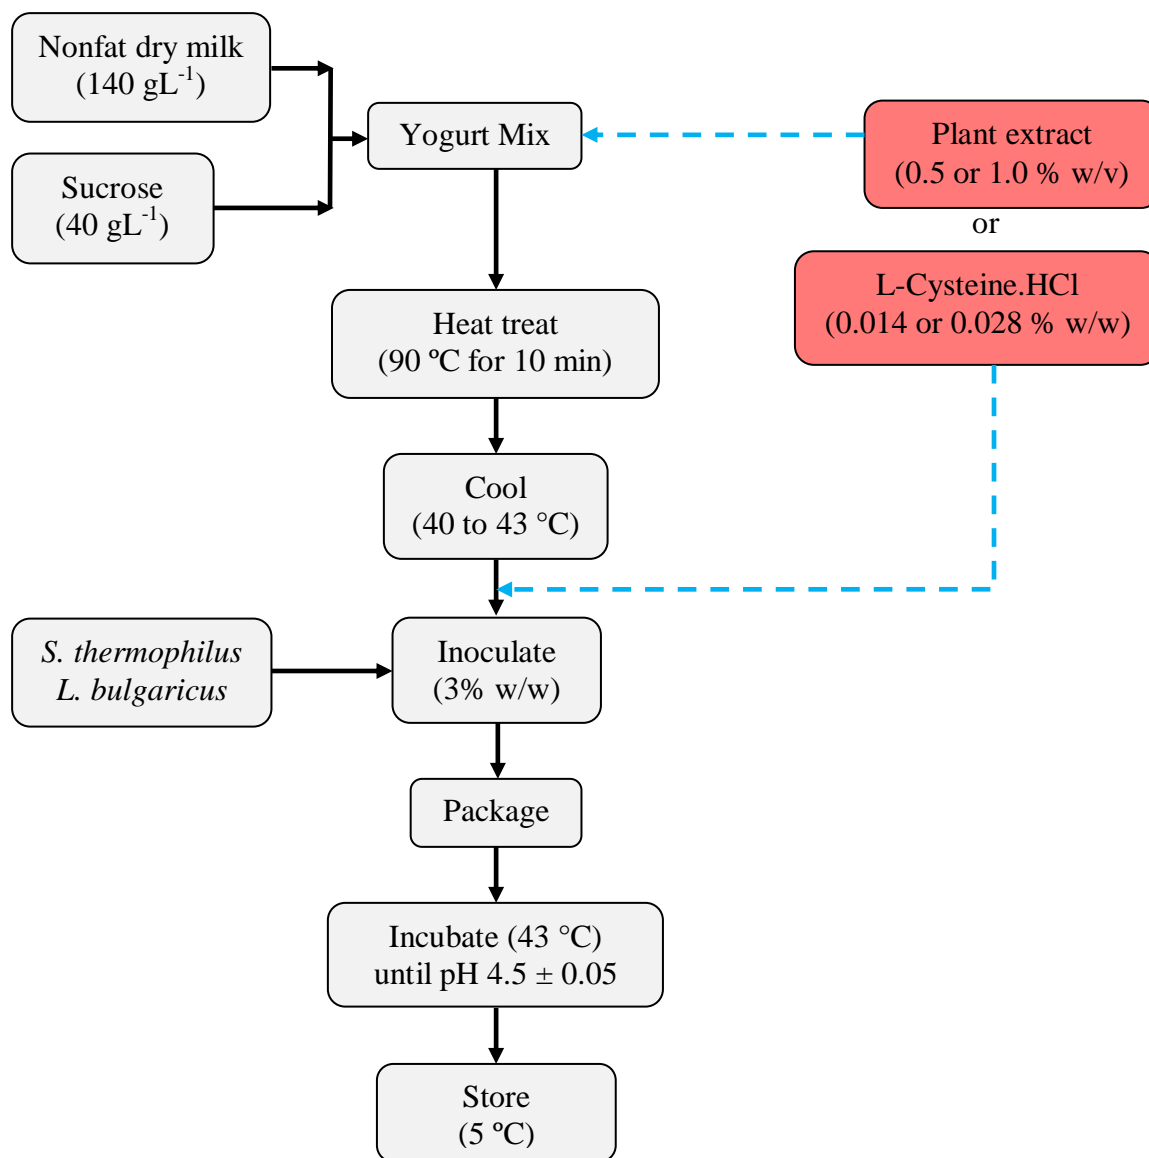 Nonfat dry milk
(140 gL⁻¹)
Sucrose
(40 gL⁻¹)
Yogurt Mix
Plant extract
(0.5 or 1.0 % w/v)
or
L-Cysteine.HCl
(0.014 or 0.028 % w/w)
Heat treat
(90 ºC for 10 min)
Cool
(40 to 43 °C)
S. thermophilus
L. bulgaricus
Inoculate
(3% w/w)
Package
Incubate (43 °C)
until pH 4.5 ± 0.05
Store
(5 ºC)